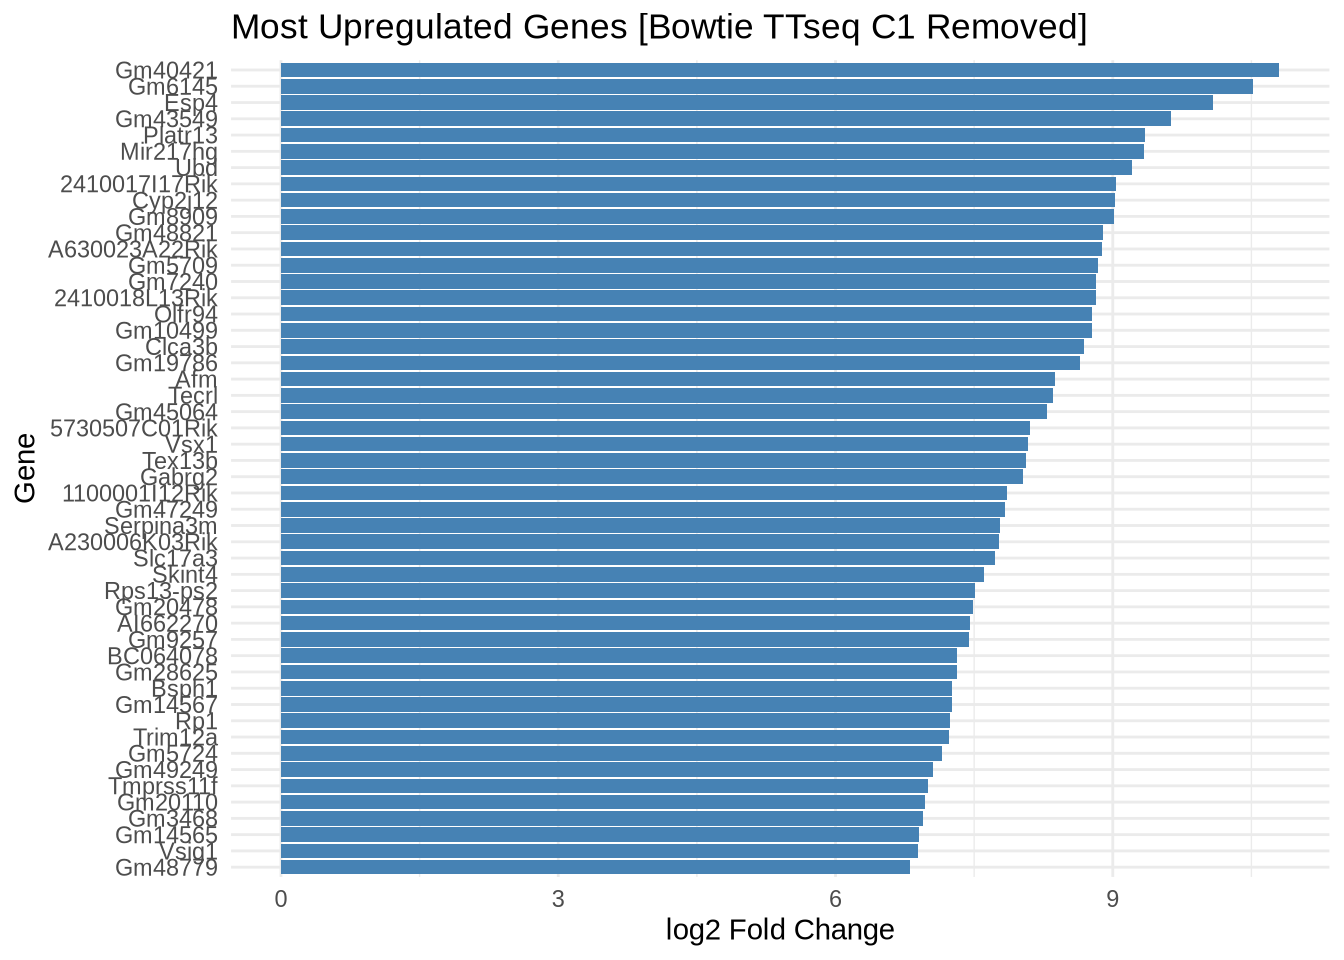 Most Upregulated Genes [Bowtie TTseq C1 Removed]
Gm40421
Gm6145
Esp4
Gm43549
Platr13
Mir217hg
Ubd
2410017I17Rik
Cyp2j12
Gm8909
Gm48821
A630023A22Rik
Gm5709
Gm7240
2410018L13Rik
Olfr94
Gm10499
Clca3b
Gm19786
Afm
Tecrl
Gm45064
5730507C01Rik
Vsx1
Tex13b
Gabrg2
1100001I12Rik
Gm47249
Serpina3m
A230006K03Rik
Slc17a3
Skint4
Rps13-ps2
Gm20478
AI662270
Gm9257
BC064078
Gm28625
Bsph1
Gm14567
Rp1
Trim12a
Gm5724
Gm49249
Tmprss11f
Gm20110
Gm3468
Gm14565
Vsig1
Gm48779
Gene
0
3
6
9
log2 Fold Change